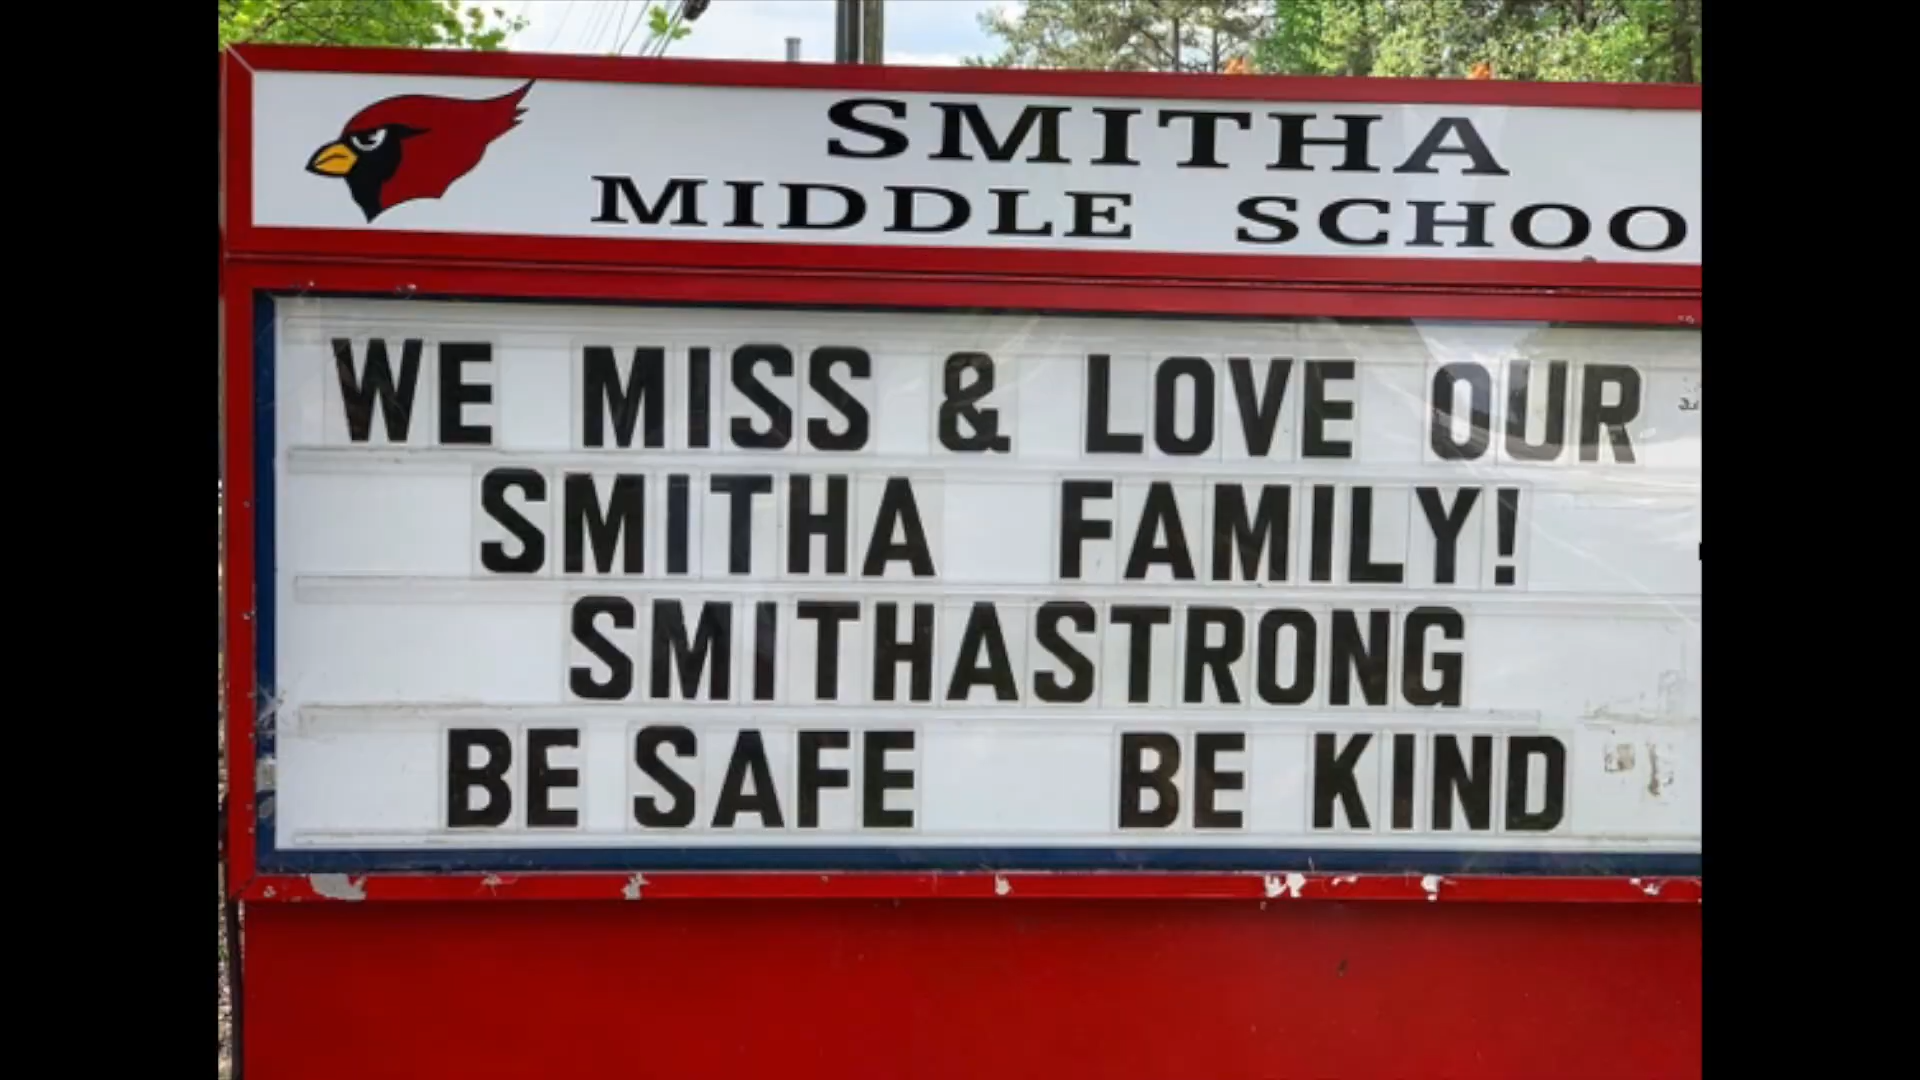 SMITHA
MIDDLE SCHOO
WE MISS & LOVE OUR
SMITHA FAMILY!
SMITHASTRONG
BE SAFE BE KIND